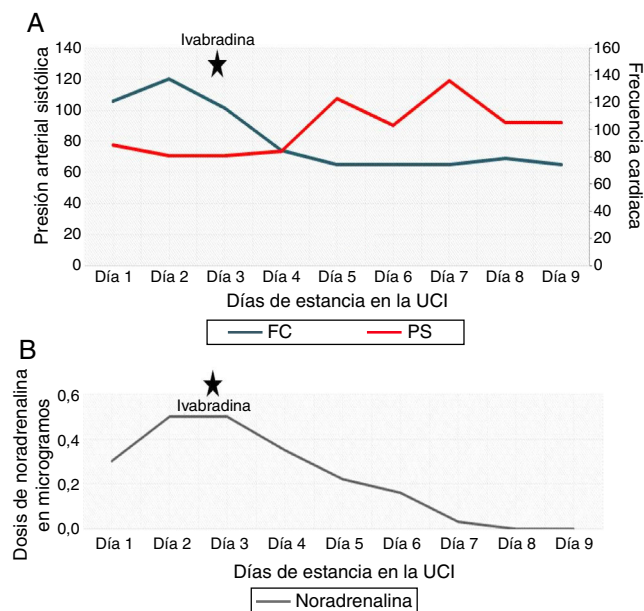 A
Ivabradina
Presión arterial sistólica
140
120
100
80
60
40
20
0
Frecuencia cardiaca
160
140
120
100
80
60
40
20
0
Día 1 Día 2 Día 3 Día 4 Día 5 Día 6 Día 7 Día 8 Día 9
Días de estancia en la UCI
FC PS
B
Ivabradina
Dosis de noradrenalina
en microgramos
0,6
0,4
0,2
0,0
Día 1 Día 2 Día 3 Día 4 Día 5 Día 6 Día 7 Día 8 Día 9
Días de estancia en la UCI
Noradrenalina